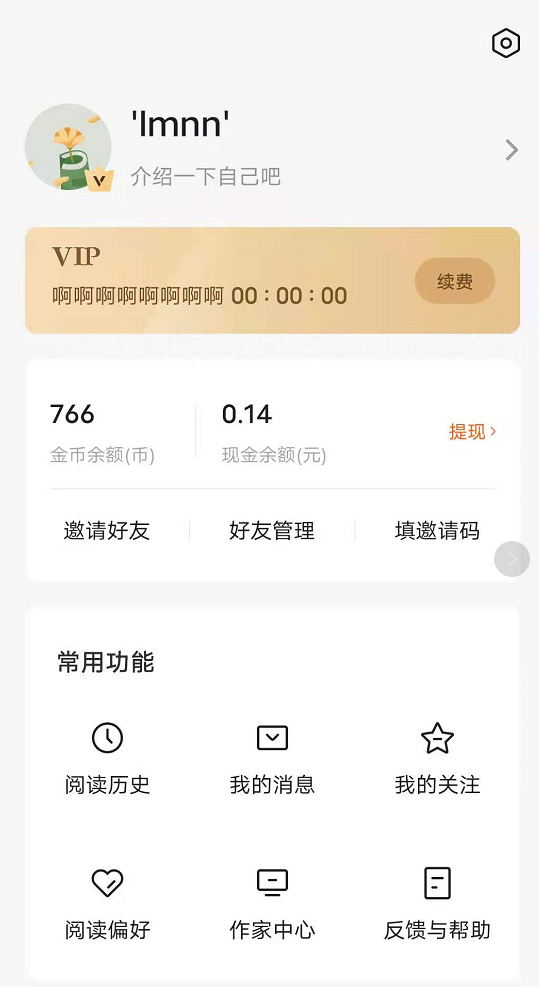 'lmnn'
介绍一下自己吧
VIP
啊啊啊啊啊啊啊啊 00 : 00 : 00
续费
766
0.14
金币余额(币)
现金余额(元)
提现
邀请好友
好友管理
填邀请码
常用功能
阅读历史
我的消息
我的关注
阅读偏好
作家中心
反馈与帮助